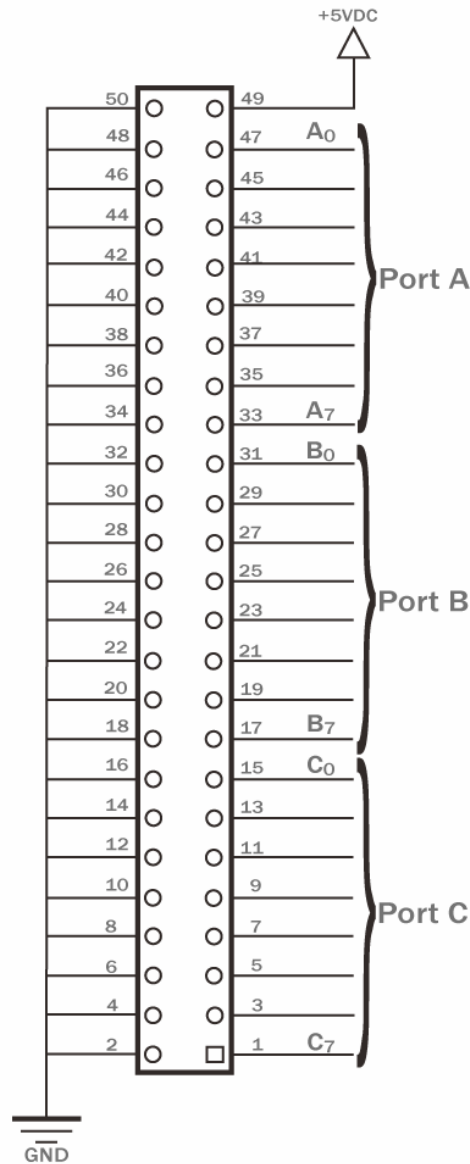 +5VDC
50 49
48 47 A0
46 45
44 43
42 41
40 39
Port A
38 37
36 35
34 33 A7
32 31 B0
30 29
28 27
26 25
24 23
Port B
22 21
20 19
18 17 B7
16 15 C0
14 13
12 11
10 9
Port C
8 7
6 5
4 3
2 1 C7
GND